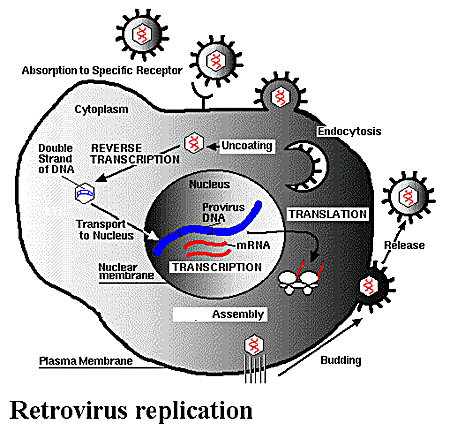 Absorption to Specific Receptor
Cytoplasm
Endocytosis
Double
Strand
of DNA
REVERSE
TRANSCRIPTION
Uncoating
Nucleus
Provirus
DNA
TRANSLATION
Transport
to Nucleus
mRNA
Release
Nuclear
membrane
TRANSCRIPTION
Assembly
Plasma Membrane
Budding
Retrovirus replication